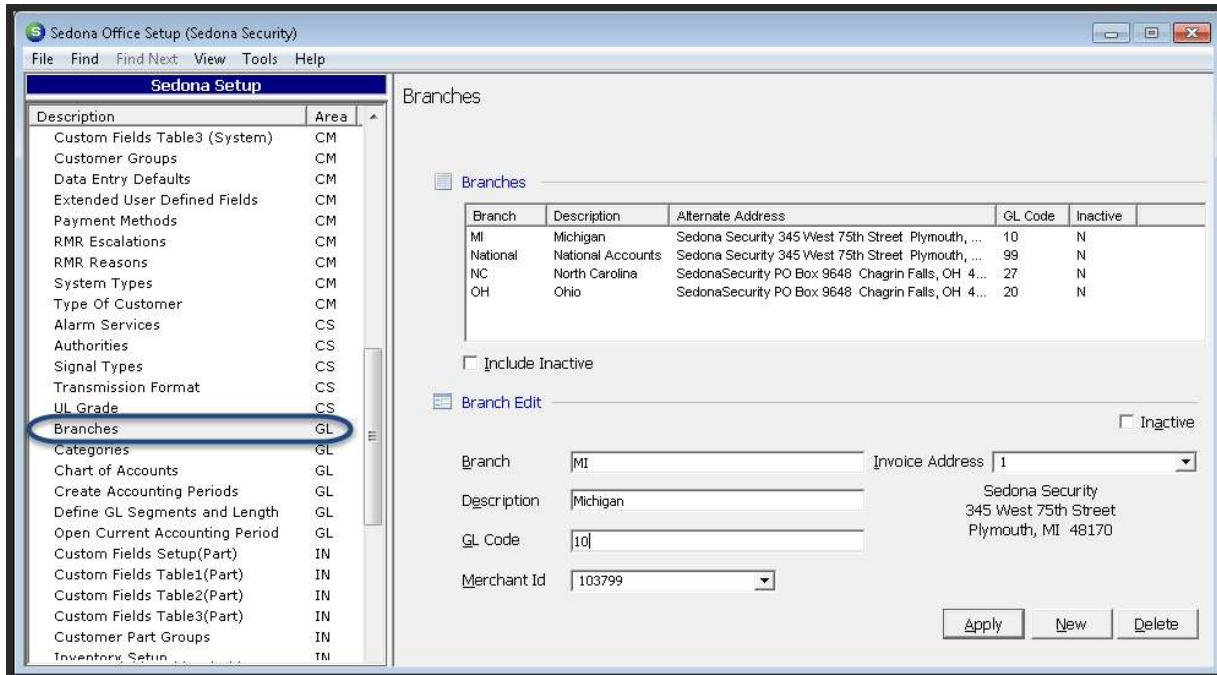 Sedona Office Setup (Sedona Security)
File Find Find Next View Tools Help
Sedona Setup
Description Area
Custom Fields Table3 (System) CM
Customer Groups CM
Data Entry Defaults CM
Extended User Defined Fields CM
Payment Methods CM
RMR Escalations CM
RMR Reasons CM
System Types CM
Type Of Customer CM
Alarm Services CS
Authorities CS
Signal Types CS
Transmission Format CS
UL Grade CS
Branches GL
Categories GL
Chart of Accounts GL
Create Accounting Periods GL
Define GL Segments and Length GL
Open Current Accounting Period GL
Custom Fields Setup(Part) IN
Custom Fields Table1(Part) IN
Custom Fields Table2(Part) IN
Custom Fields Table3(Part) IN
Customer Part Groups IN
Inventory Setup IN
Branches
Branches
Branch Description Alternate Address GL Code Inactive
MI Michigan Sedona Security 345 West 75th Street Plymouth, ... 10 N
National National Accounts Sedona Security 345 West 75th Street Plymouth, ... 99 N
NC North Carolina SedonaSecurity PO Box 9648 Chagrin Falls, OH 4... 27 N
OH Ohio SedonaSecurity PO Box 9648 Chagrin Falls, OH 4... 20 N
Include Inactive
Branch Edit
Inactive
Branch MI Invoice Address 1
Description Michigan
Sedona Security
345 West 75th Street
Plymouth, MI 48170
GL Code 10
Merchant Id 103799
Apply New Delete